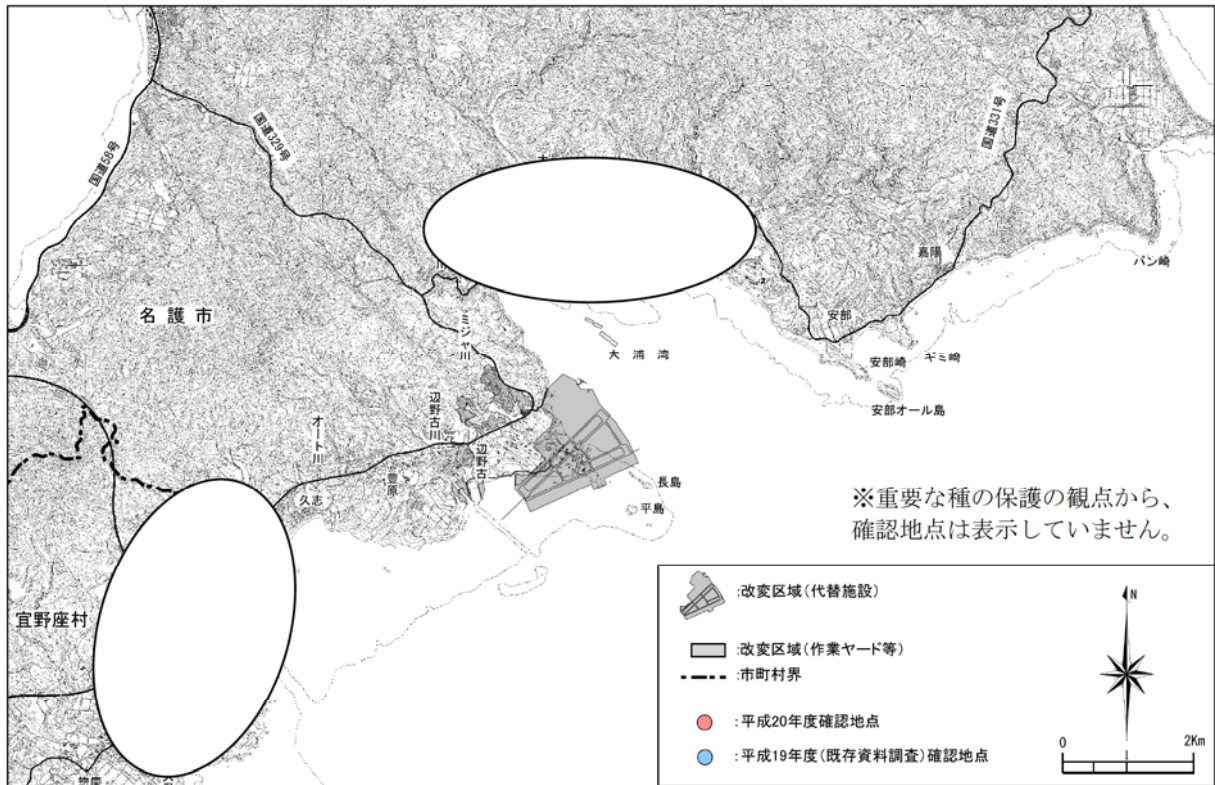 国道58号
国道329号
国道331号
名護市
川
ミジャ川
大浦湾
嘉陽
バン崎
安部
安部崎
ギミ崎
安部オール島
辺野古川
辺野古
オート川
豊原
久志
長島
平島
宜野座村
※重要な種の保護の観点から、
確認地点は表示していません。
:改変区域(代替施設)
:改変区域(作業ヤード等)
:市町村界
:平成20年度確認地点
:平成19年度(既存資料調査)確認地点
N
0 2Km